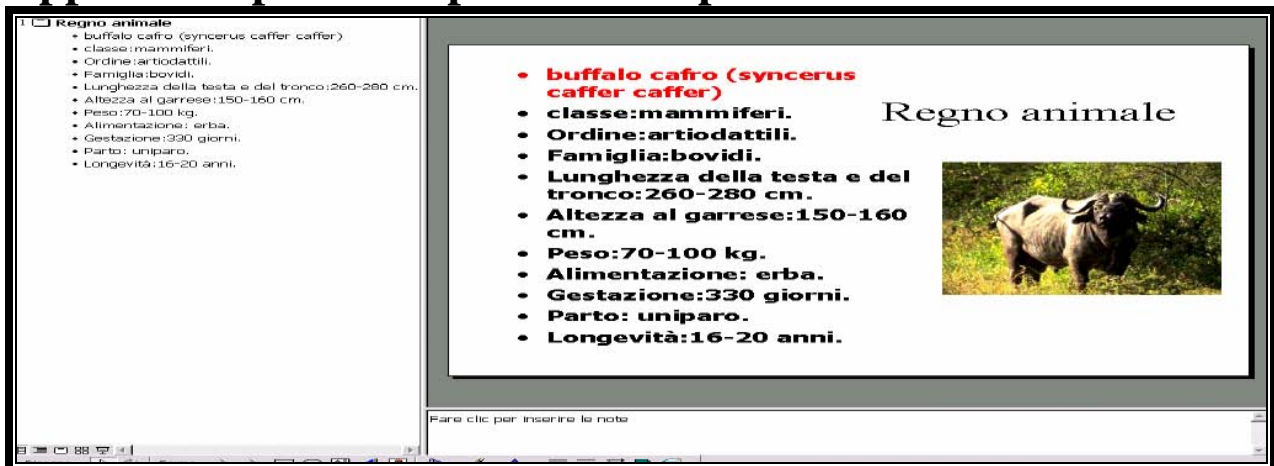 1 Regno animale
• buffalo cafro (syncerus caffer caffer)
• classe:mammiferi.
• Ordine:artiodattili.
• Famiglia:bovidi.
• Lunghezza della testa e del tronco:260-280 cm.
• Altezza al garrese:150-160 cm.
• Peso:70-100 kg.
• Alimentazione: erba.
• Gestazione:330 giorni.
• Parto: uniparo.
• Longevità:16-20 anni.
• buffalo cafro (syncerus
caffer caffer)
• classe:mammiferi.
• Ordine:artiodattili.
• Famiglia:bovidi.
• Lunghezza della testa e del
tronco:260-280 cm.
• Altezza al garrese:150-160
cm.
• Peso:70-100 kg.
• Alimentazione: erba.
• Gestazione:330 giorni.
• Parto: uniparo.
• Longevità:16-20 anni.
Regno animale
Fare clic per inserire le note